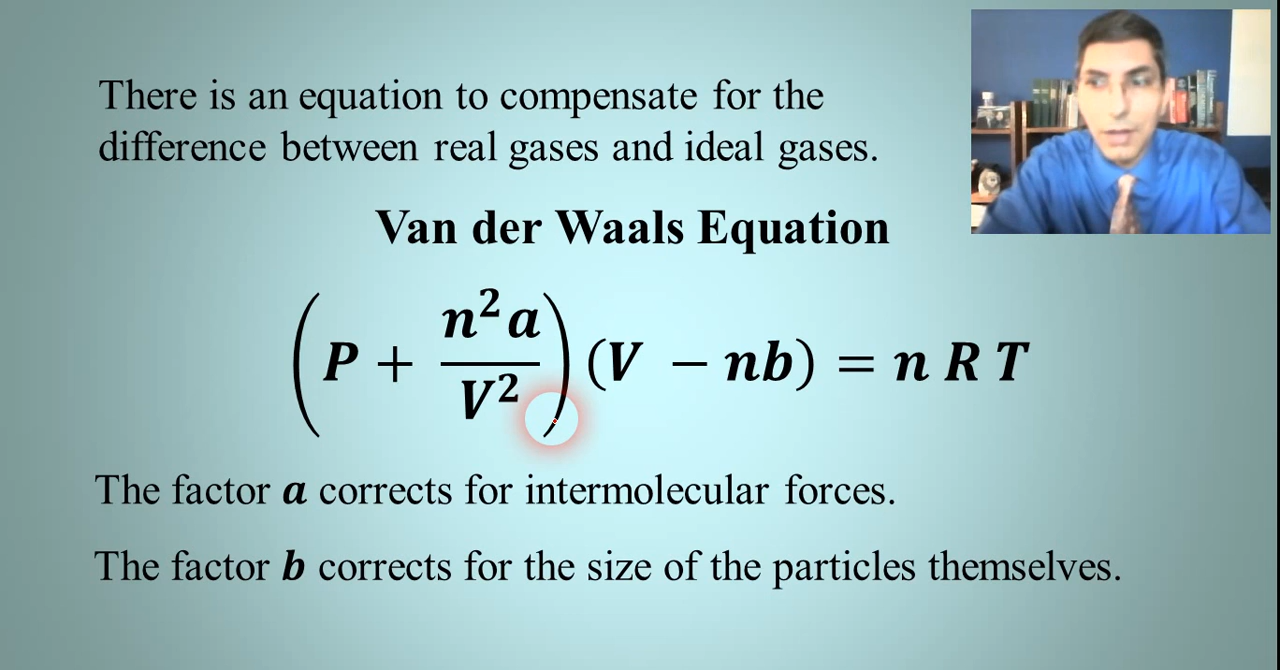 There is an equation to compensate for the
difference between real gases and ideal gases.
Van der Waals Equation
(P + n²a/V²)(V − nb) = n R T
The factor a corrects for intermolecular forces.
The factor b corrects for the size of the particles themselves.